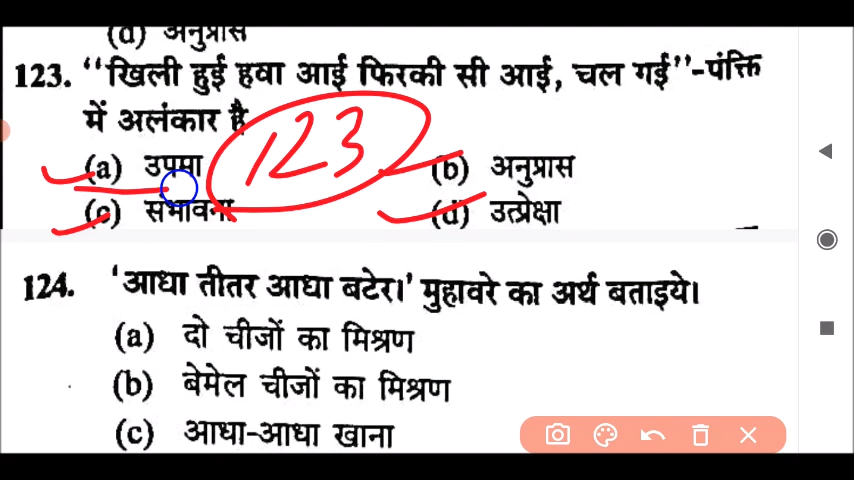 (d) अनुप्रास
123. “खिली हुई हवा आई फिरकी सी आई, चल गई”-पंक्ति
में अलंकार है
123
(a) उपमा (b) अनुप्रास
(c) संभावना (d) उत्प्रेक्षा
124. 'आधा तीतर आधा बटेर।' मुहावरे का अर्थ बताइये।
(a) दो चीजों का मिश्रण
(b) बेमेल चीजों का मिश्रण
(c) आधा-आधा खाना